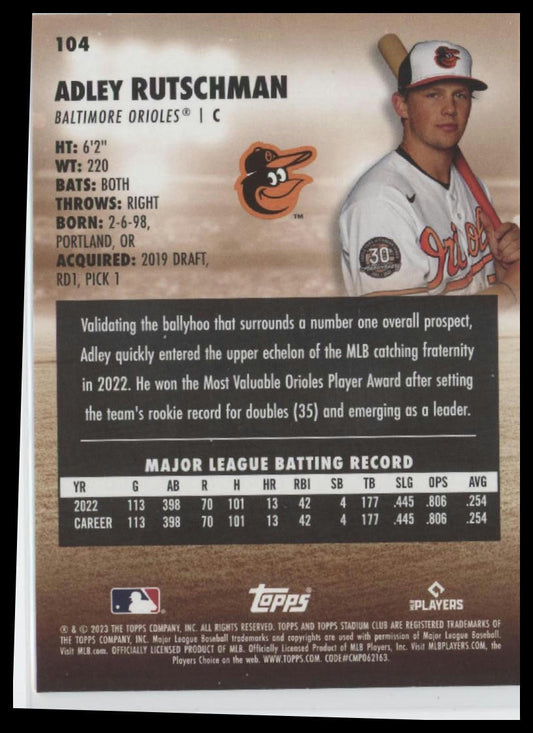 104
ADLEY RUTSCHMAN
BALTIMORE ORIOLES® | C
HT: 6'2"
WT: 220
BATS: BOTH
THROWS: RIGHT
BORN: 2-6-98,
PORTLAND, OR
ACQUIRED: 2019 DRAFT,
RD1, PICK 1
TM
Oriol
30
Validating the ballyhoo that surrounds a number one overall prospect,
Adley quickly entered the upper echelon of the MLB catching fraternity
in 2022. He won the Most Valuable Orioles Player Award after setting
the team's rookie record for doubles (35) and emerging as a leader.
MAJOR LEAGUE BATTING RECORD
YR G AB R H HR RBI SB TB SLG OPS AVG
2022 113 398 70 101 13 42 4 177 .445 .806 .254
CAREER 113 398 70 101 13 42 4 177 .445 .806 .254
Topps
MLB PLAYERS
® & © 2023 THE TOPPS COMPANY, INC. ALL RIGHTS RESERVED. TOPPS AND TOPPS STADIUM CLUB ARE REGISTERED TRADEMARKS OF
THE TOPPS COMPANY, INC. Major League Baseball trademarks and copyrights are used with permission of Major League Baseball.
Visit MLB.com. OFFICIALLY LICENSED PRODUCT OF MLB. Officially Licensed Product of MLB Players, Inc. Visit MLBPLAYERS.COM, the
Players Choice on the web. WWW.TOPPS.COM. CODE#CMP062163.